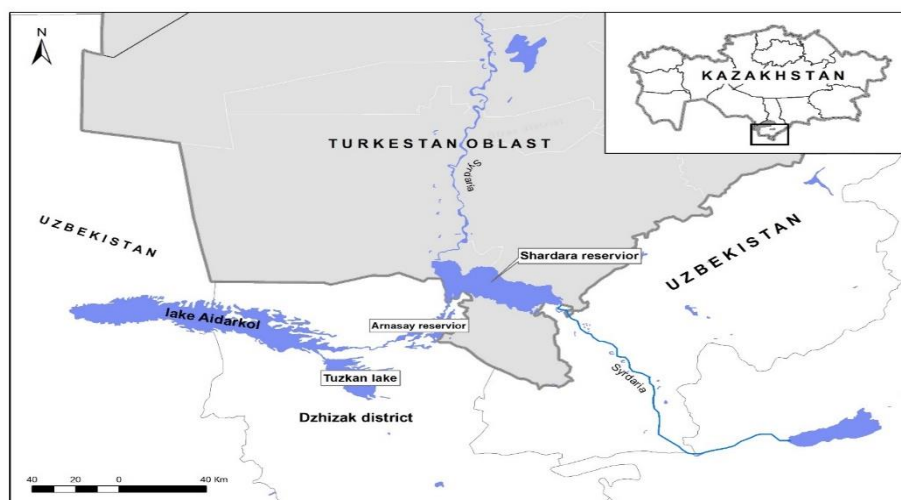 N
KAZAKHSTAN
TURKESTAN OBLAST
Syrdaria
UZBEKISTAN
UZBEKISTAN
Shardara reservior
lake Aidarkol
Arnasay reservior
Tuzkan lake
Syrdaria
Dzhizak district
40 20 0 40 Km